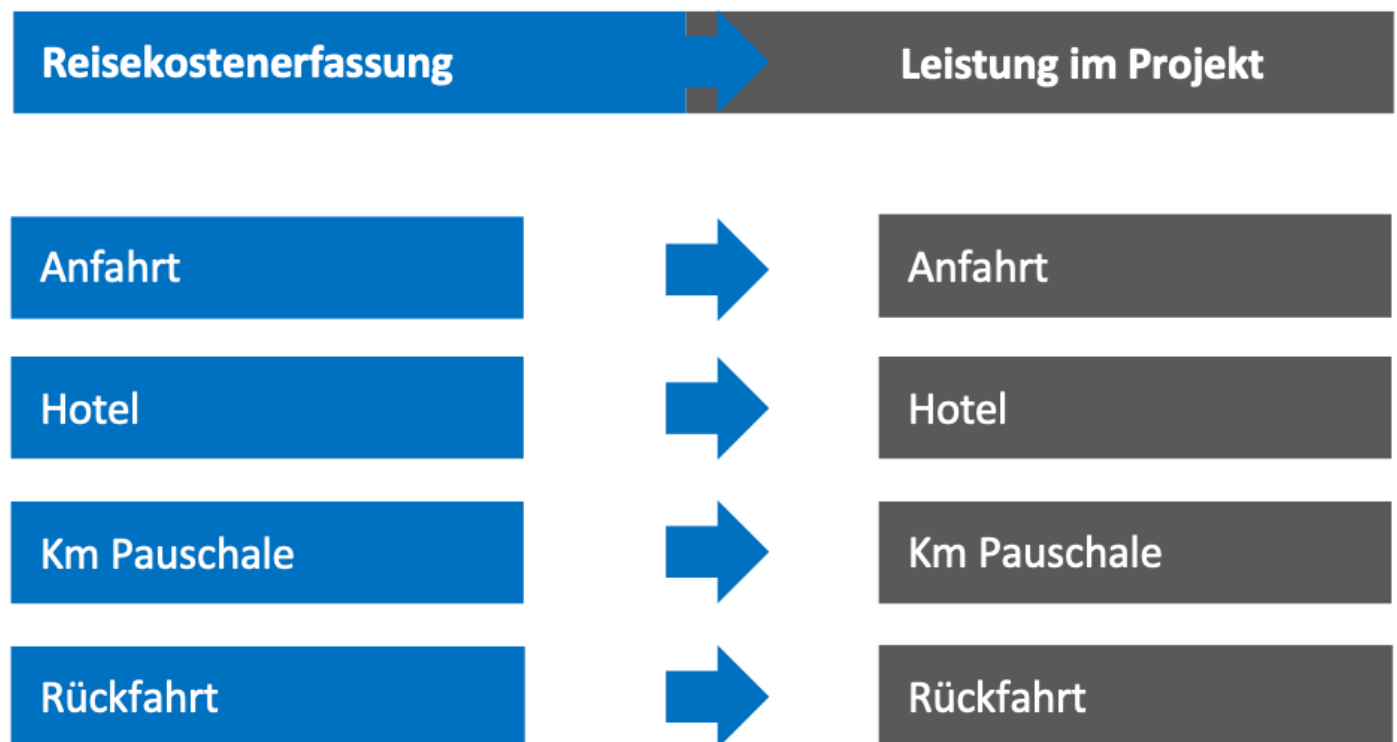 Reisekostenerfassung Leistung im Projekt
Anfahrt Anfahrt
Hotel Hotel
Km Pauschale Km Pauschale
Rückfahrt Rückfahrt